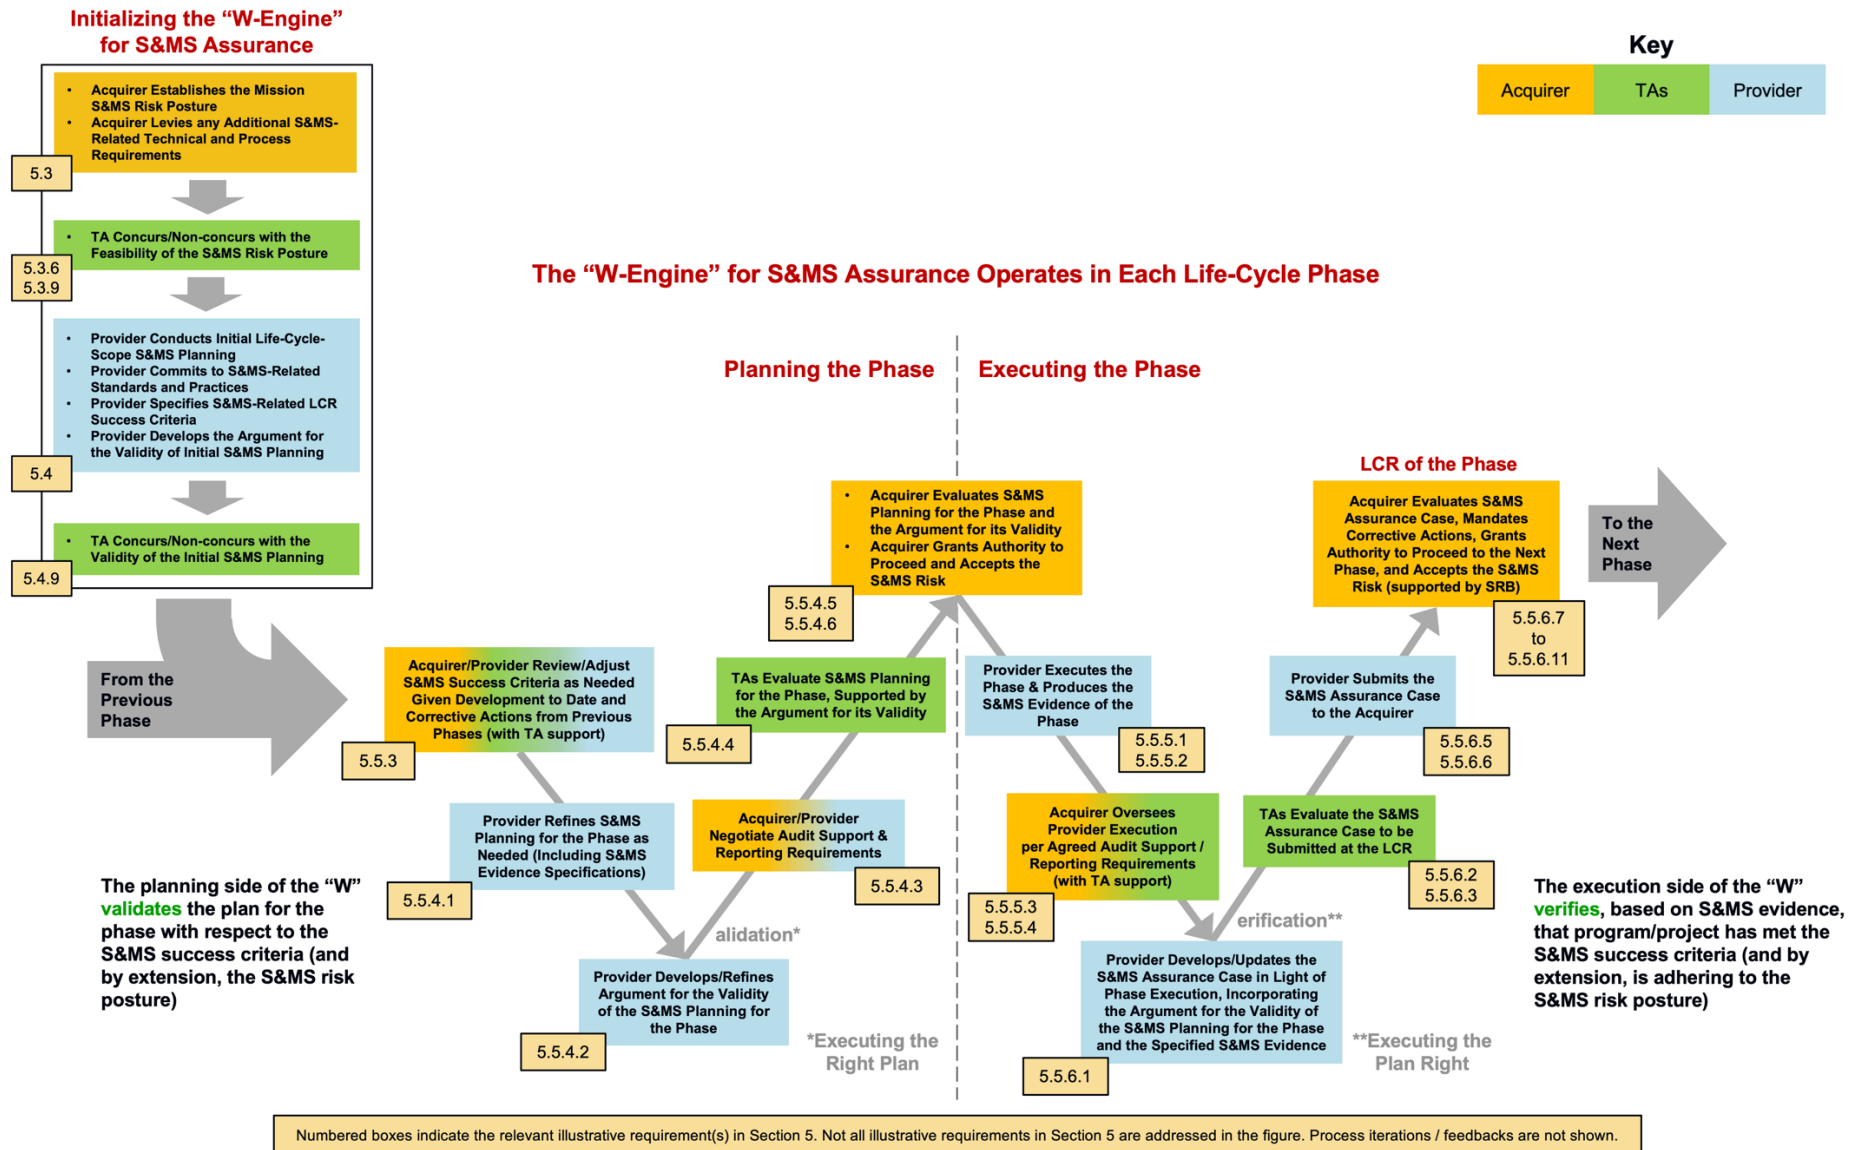 Initializing the “W-Engine”
for S&MS Assurance
• Acquirer Establishes the Mission
S&MS Risk Posture
• Acquirer Levies any Additional S&MS-
Related Technical and Process
Requirements
5.3
• TA Concurs/Non-concurs with the
Feasibility of the S&MS Risk Posture
5.3.6
5.3.9
• Provider Conducts Initial Life-Cycle-
Scope S&MS Planning
• Provider Commits to S&MS-Related
Standards and Practices
• Provider Specifies S&MS-Related LCR
Success Criteria
• Provider Develops the Argument for
the Validity of Initial S&MS Planning
5.4
• TA Concurs/Non-concurs with the
Validity of the Initial S&MS Planning
5.4.9
Key
Acquirer
TAs
Provider
The “W-Engine” for S&MS Assurance Operates in Each Life-Cycle Phase
Planning the Phase
Executing the Phase
From the
Previous
Phase
Acquirer/Provider Review/Adjust
S&MS Success Criteria as Needed
Given Development to Date and
Corrective Actions from Previous
Phases (with TA support)
5.5.3
Provider Refines S&MS
Planning for the Phase as
Needed (Including S&MS
Evidence Specifications)
5.5.4.1
Provider Develops/Refines
Argument for the Validity
of the S&MS Planning for
the Phase
5.5.4.2
alidation*
*Executing the
Right Plan
Acquirer/Provider
Negotiate Audit Support &
Reporting Requirements
5.5.4.3
TAs Evaluate S&MS Planning
for the Phase, Supported by
the Argument for its Validity
5.5.4.4
• Acquirer Evaluates S&MS
Planning for the Phase and
the Argument for its Validity
• Acquirer Grants Authority to
Proceed and Accepts the
S&MS Risk
5.5.4.5
5.5.4.6
Provider Executes the
Phase & Produces the
S&MS Evidence of the
Phase
5.5.5.1
5.5.5.2
Acquirer Oversees
Provider Execution
per Agreed Audit Support /
Reporting Requirements
(with TA support)
5.5.5.3
5.5.5.4
Provider Develops/Updates the
S&MS Assurance Case in Light of
Phase Execution, Incorporating
the Argument for the Validity of
the S&MS Planning for the Phase
and the Specified S&MS Evidence
5.5.6.1
erification**
**Executing the
Plan Right
TAs Evaluate the S&MS
Assurance Case to be
Submitted at the LCR
5.5.6.2
5.5.6.3
Provider Submits the
S&MS Assurance Case
to the Acquirer
5.5.6.5
5.5.6.6
LCR of the Phase
Acquirer Evaluates S&MS
Assurance Case, Mandates
Corrective Actions, Grants
Authority to Proceed to the Next
Phase, and Accepts the S&MS
Risk (supported by SRB)
5.5.6.7
to
5.5.6.11
To the
Next
Phase
The planning side of the “W”
validates the plan for the
phase with respect to the
S&MS success criteria (and
by extension, the S&MS risk
posture)
The execution side of the “W”
verifies, based on S&MS evidence,
that program/project has met the
S&MS success criteria (and by
extension, is adhering to the
S&MS risk posture)
Numbered boxes indicate the relevant illustrative requirement(s) in Section 5. Not all illustrative requirements in Section 5 are addressed in the figure. Process iterations / feedbacks are not shown.